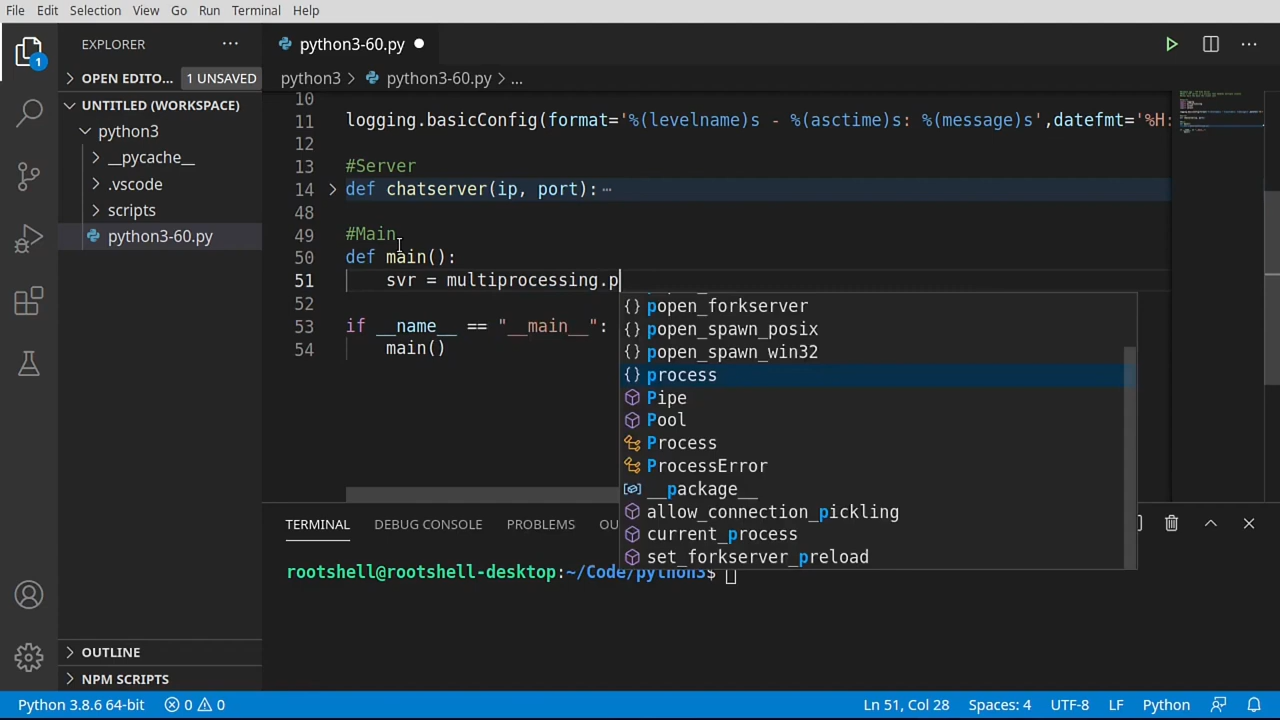 File Edit Selection View Go Run Terminal Help
EXPLORER
python3-60.py
OPEN EDITO... 1 UNSAVED
python3 > python3-60.py > ...
UNTITLED (WORKSPACE)
python3
__pycache__
.vscode
scripts
python3-60.py
10
11 logging.basicConfig(format='%(levelname)s - %(asctime)s: %(message)s',datefmt='%H:
12
13 #Server
14 def chatserver(ip, port):
48
49 #Main
50 def main():
51 svr = multiprocessing.p
52
53 if __name__ == "__main__":
54 main()
popen_forkserver
popen_spawn_posix
popen_spawn_win32
process
Pipe
Pool
Process
ProcessError
__package__
allow_connection_pickling
current_process
set_forkserver_preload
TERMINAL DEBUG CONSOLE PROBLEMS OU
rootshell@rootshell-desktop:~/Code/python3$
1
OUTLINE
NPM SCRIPTS
Python 3.8.6 64-bit 0 0 Ln 51, Col 28 Spaces: 4 UTF-8 LF Python